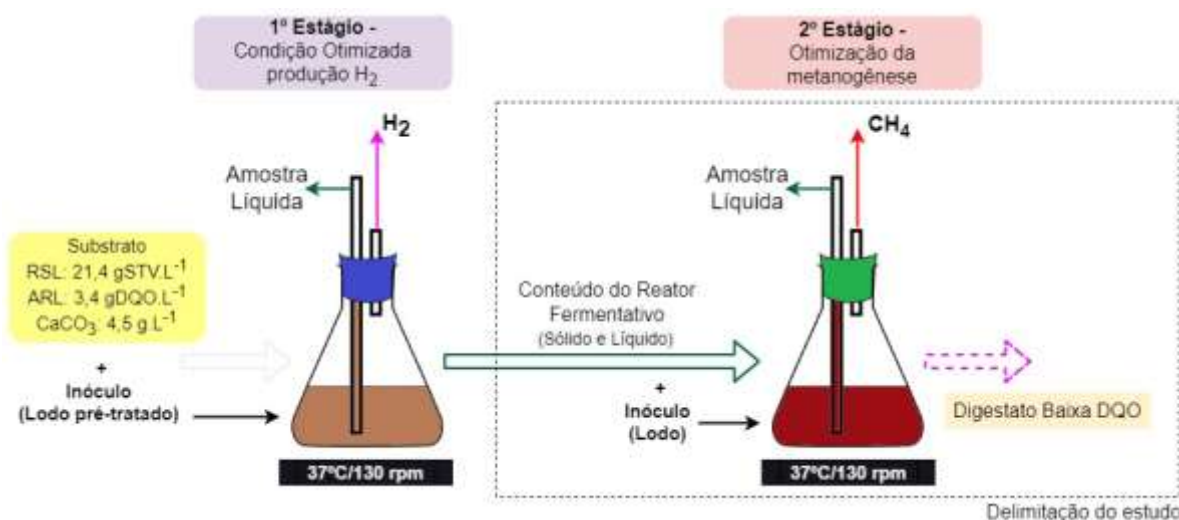 1º Estágio -
Condição Otimizada
produção H₂
2º Estágio -
Otimização da
metanogênese
H₂
CH₄
Amostra
Líquida
Amostra
Líquida
Substrato
RSL: 21,4 gSTV.L⁻¹
ARL: 3,4 gDQO.L⁻¹
CaCO₃: 4,5 g.L⁻¹
+
Inóculo
(Lodo pré-tratado)
Conteúdo do Reator
Fermentativo
(Sólido e Líquido)
+
Inóculo
(Lodo)
Digestato Baixa DQO
37ºC/130 rpm
37ºC/130 rpm
Delimitação do estudo